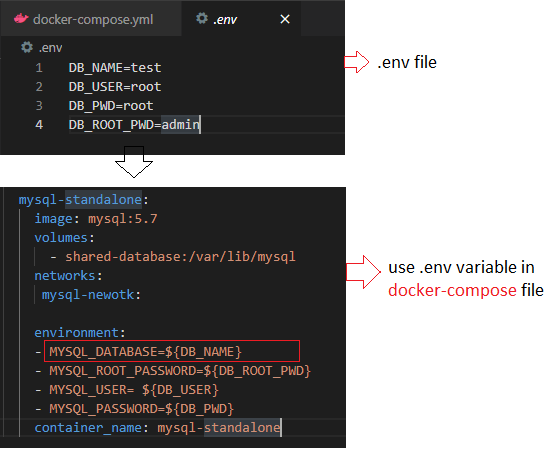 docker-compose.yml .env
.env
1 DB_NAME=test
2 DB_USER=root
3 DB_PWD=root
4 DB_ROOT_PWD=admin
.env file
mysql-standalone:
image: mysql:5.7
volumes:
- shared-database:/var/lib/mysql
networks:
mysql-newotk:
environment:
- MYSQL_DATABASE=${DB_NAME}
- MYSQL_ROOT_PASSWORD=${DB_ROOT_PWD}
- MYSQL_USER= ${DB_USER}
- MYSQL_PASSWORD=${DB_PWD}
container_name: mysql-standalone
use .env variable in
docker-compose file